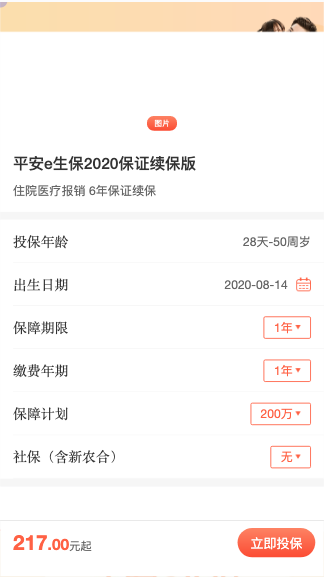 图片
平安e生保2020保证续保版
住院医疗报销 6年保证续保
投保年龄 28天-50周岁
出生日期 2020-08-14
保障期限 1年
缴费年期 1年
保障计划 200万
社保（含新农合） 无
217.00元起 立即投保